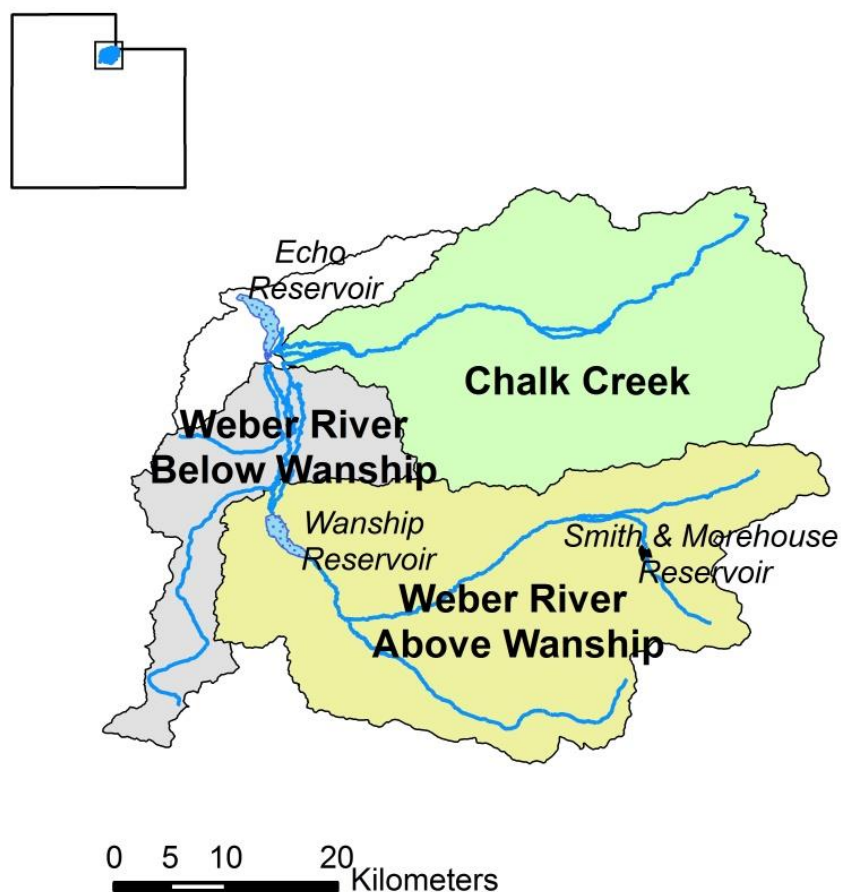 Echo
Reservoir
Chalk Creek
Weber River
Below Wanship
Wanship
Reservoir
Smith & Morehouse
Reservoir
Weber River
Above Wanship
0 5 10 20
Kilometers